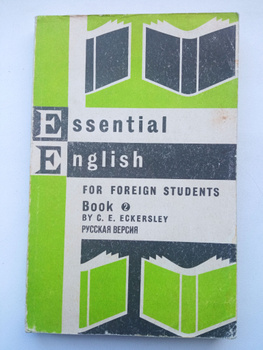 Essential
English
FOR FOREIGN STUDENTS
Book 2
BY C. E. ECKERSLEY
РУССКАЯ ВЕРСИЯ